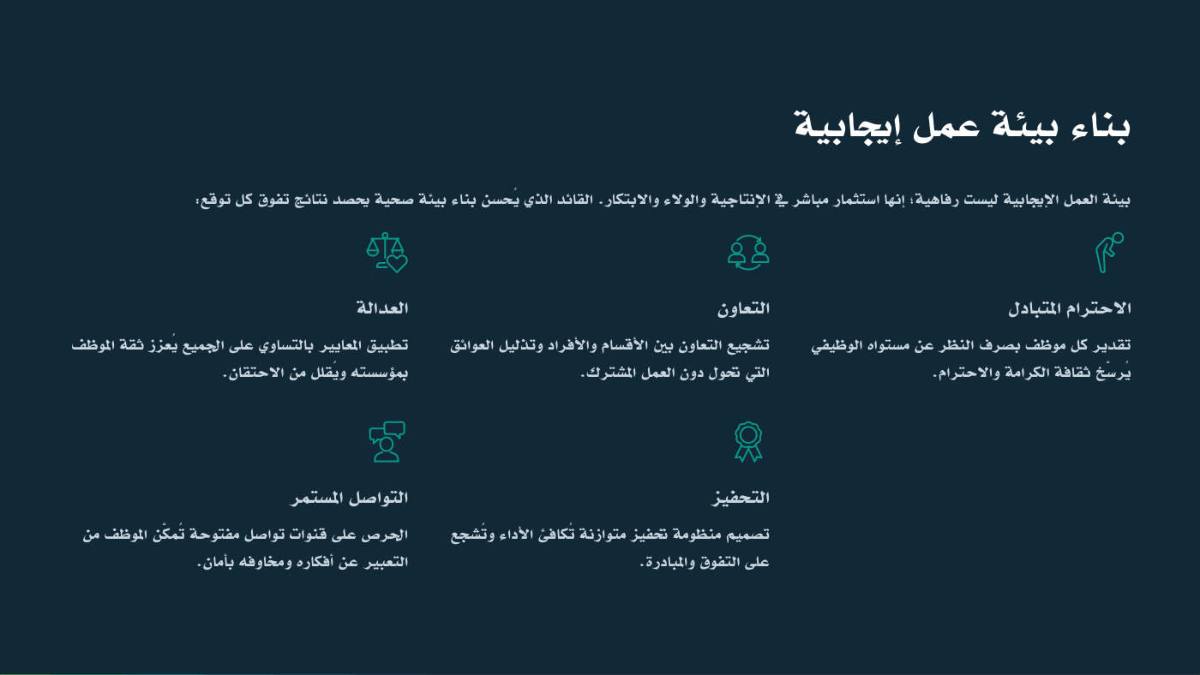 بناء بيئة عمل إيجابية
بيئة العمل الإيجابية ليست رفاهية؛ إنها استثمار مباشر في الإنتاجية والولاء والابتكار. القائد الذي يُحسن بناء بيئة صحية يحصد نتائج تفوق كل توقع:
الاحترام المتبادل
تقدير كل موظف بصرف النظر عن مستواه الوظيفي
يُرسّخ ثقافة الكرامة والاحترام.
التعاون
تشجيع التعاون بين الأقسام والأفراد وتذليل العوائق
التي تحول دون العمل المشترك.
العدالة
تطبيق المعايير بالتساوي على الجميع يُعزز ثقة الموظف
بمؤسسته ويُقلل من الاحتقان.
التحفيز
تصميم منظومة تحفيز متوازنة تُكافئ الأداء وتُشجع
على التفوق والمبادرة.
التواصل المستمر
الحرص على قنوات تواصل مفتوحة تُمكّن الموظف من
التعبير عن أفكاره ومخاوفه بأمان.